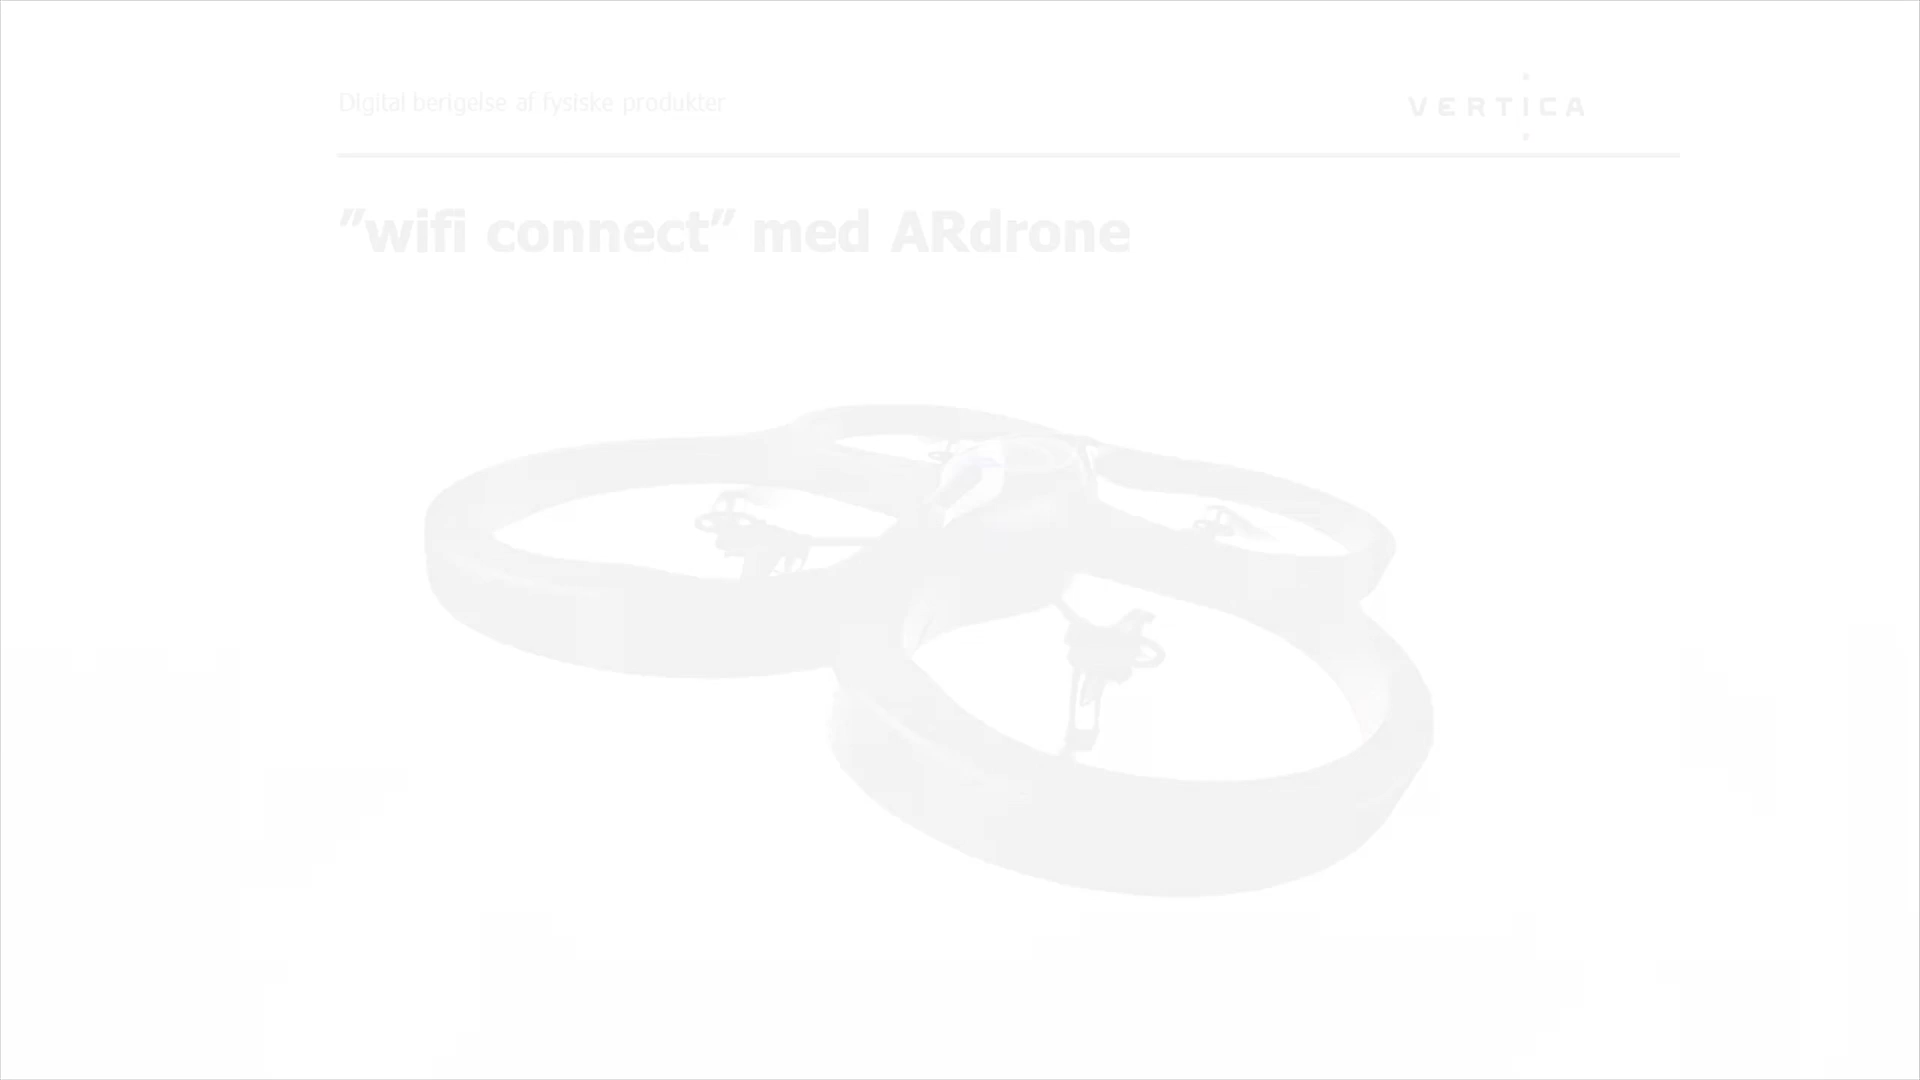 Digital berigelse af fysiske produkter
VERTICA
”wifi connect” med ARdrone